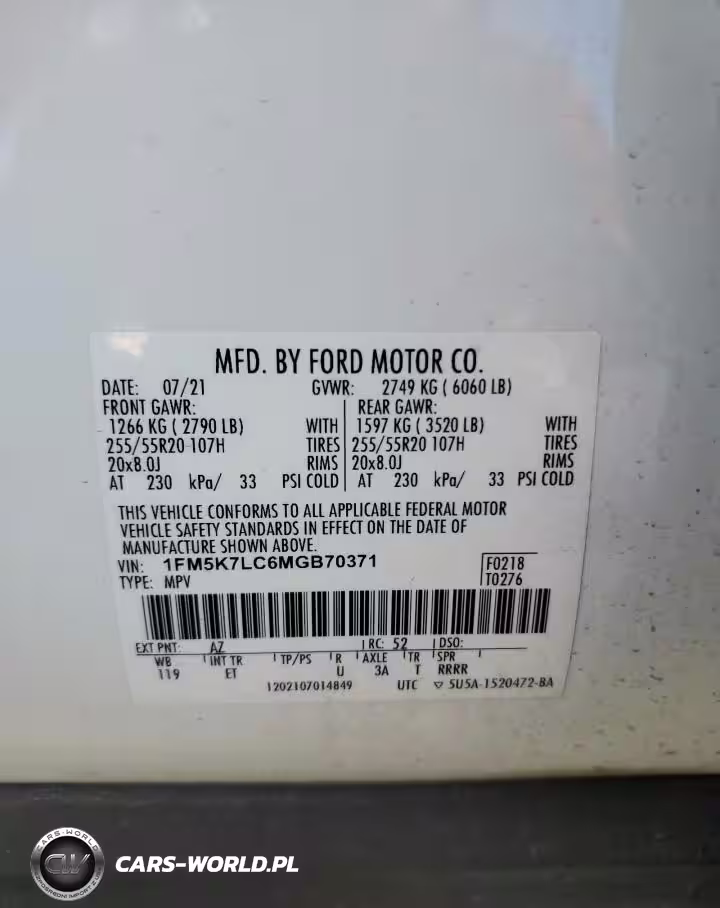 MFD. BY FORD MOTOR CO.
DATE: 07/21 GVWR: 2749 KG ( 6060 LB)
FRONT GAWR: REAR GAWR:
1266 KG ( 2790 LB) WITH 1597 KG ( 3520 LB) WITH
255/55R20 107H TIRES 255/55R20 107H TIRES
20x8.0J RIMS 20x8.0J RIMS
AT 230 kPa/ 33 PSI COLD AT 230 kPa/ 33 PSI COLD
THIS VEHICLE CONFORMS TO ALL APPLICABLE FEDERAL MOTOR
VEHICLE SAFETY STANDARDS IN EFFECT ON THE DATE OF
MANUFACTURE SHOWN ABOVE.
VIN: 1FM5K7LC6MGB70371 F0218
TYPE: MPV T0276
EXT PNT: AZ RC: 52 DSO:
WB INT TR TP/PS R AXLE TR SPR
119 ET U 3A T RRRR
1202107014849 UTC ▽ 5U5A-1520472-BA
CARS-WORLD
CW
CARS-WORLD.PL